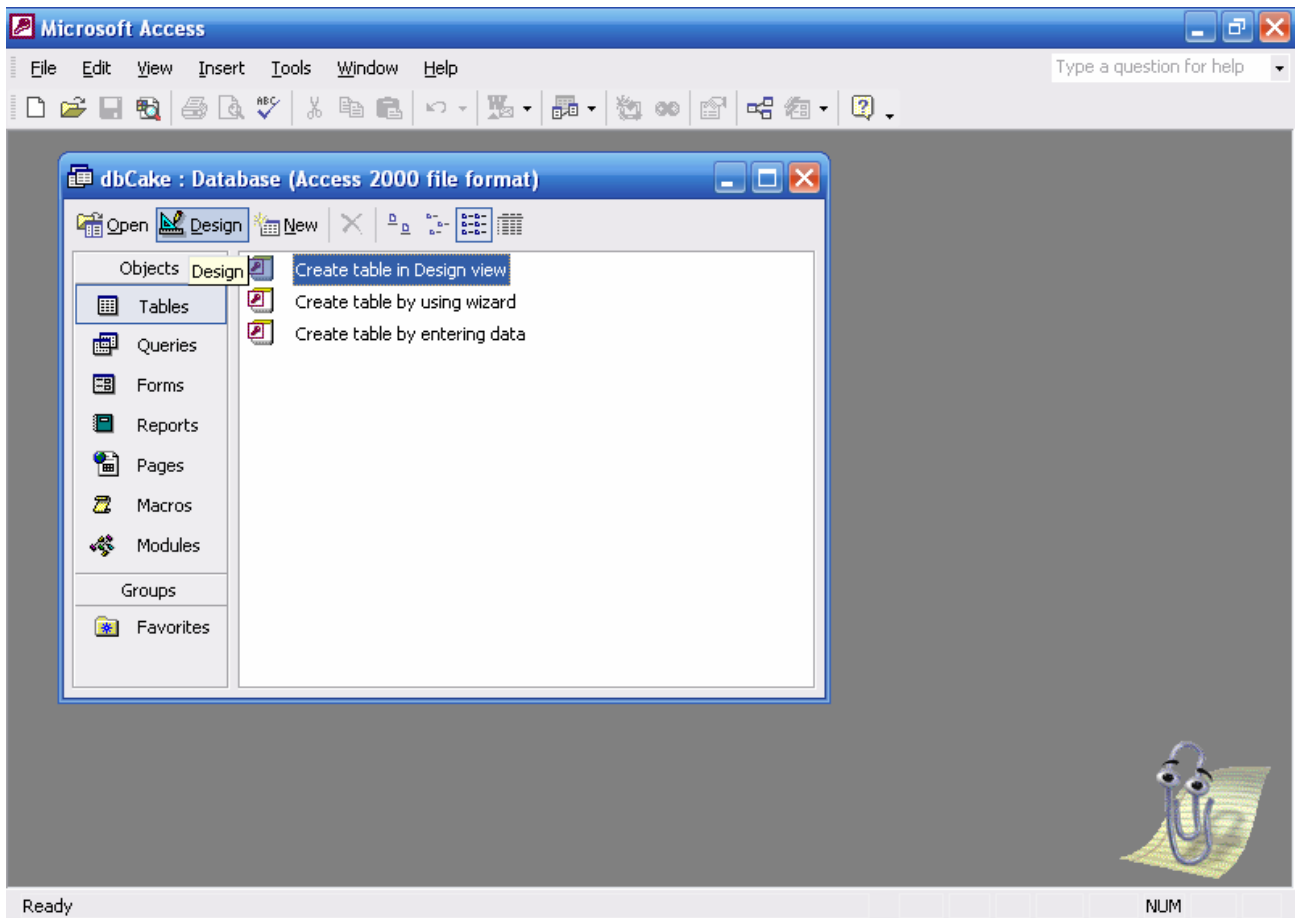 Microsoft Access
File Edit View Insert Tools Window Help Type a question for help
ABC
dbCake : Database (Access 2000 file format)
Open Design New
Objects
Design
Create table in Design view
Tables
Create table by using wizard
Create table by entering data
Queries
Forms
Reports
Pages
Macros
Modules
Groups
Favorites
Ready NUM